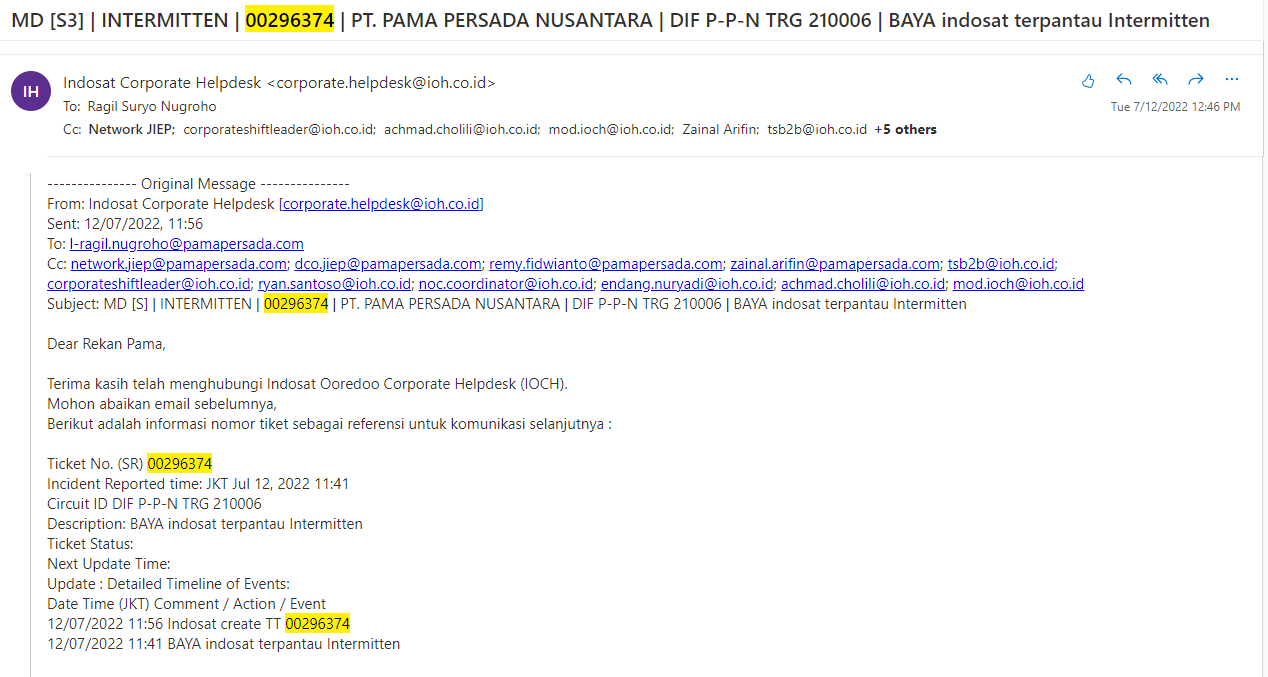 MD [S3] | INTERMITTEN | 00296374 | PT. PAMA PERSADA NUSANTARA | DIF P-P-N TRG 210006 | BAYA indosat terpantau Intermitten
IH
Indosat Corporate Helpdesk <corporate.helpdesk@ioh.co.id>
To: Ragil Suryo Nugroho
Tue 7/12/2022 12:46 PM
Cc: Network JIEP; corporateshiftleader@ioh.co.id; achmad.cholili@ioh.co.id; mod.ioch@ioh.co.id; Zainal Arifin; tsb2b@ioh.co.id +5 others
--------------- Original Message ---------------
From: Indosat Corporate Helpdesk [corporate.helpdesk@ioh.co.id]
Sent: 12/07/2022, 11:56
To: l-ragil.nugroho@pamapersada.com
Cc: network.jiep@pamapersada.com; dco.jiep@pamapersada.com; remy.fidwianto@pamapersada.com; zainal.arifin@pamapersada.com; tsb2b@ioh.co.id;
corporateshiftleader@ioh.co.id; ryan.santoso@ioh.co.id; noc.coordinator@ioh.co.id; endang.nuryadi@ioh.co.id; achmad.cholili@ioh.co.id; mod.ioch@ioh.co.id
Subject: MD [S] | INTERMITTEN | 00296374 | PT. PAMA PERSADA NUSANTARA | DIF P-P-N TRG 210006 | BAYA indosat terpantau Intermitten
Dear Rekan Pama,
Terima kasih telah menghubungi Indosat Ooredoo Corporate Helpdesk (IOCH).
Mohon abaikan email sebelumnya,
Berikut adalah informasi nomor tiket sebagai referensi untuk komunikasi selanjutnya :
Ticket No. (SR) 00296374
Incident Reported time: JKT Jul 12, 2022 11:41
Circuit ID DIF P-P-N TRG 210006
Description: BAYA indosat terpantau Intermitten
Ticket Status:
Next Update Time:
Update : Detailed Timeline of Events:
Date Time (JKT) Comment / Action / Event
12/07/2022 11:56 Indosat create TT 00296374
12/07/2022 11:41 BAYA indosat terpantau Intermitten